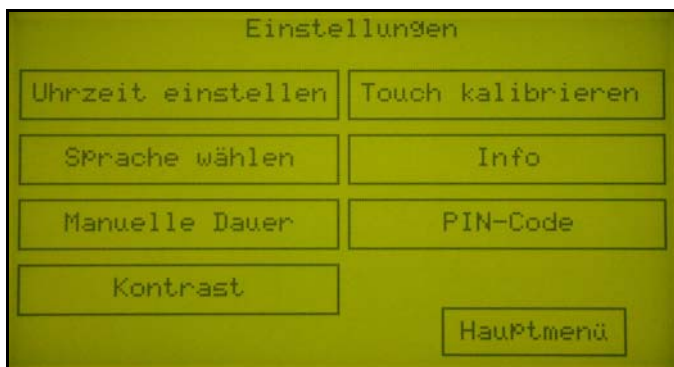 Einstellungen
Uhrzeit einstellen
Touch kalibrieren
Sprache wählen
Info
Manuelle Dauer
PIN-Code
Kontrast
Hauptmenü